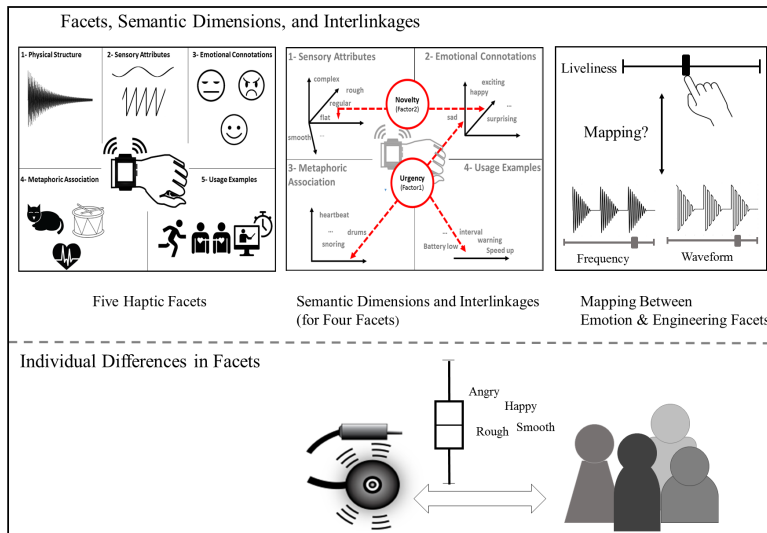 Facets, Semantic Dimensions, and Interlinkages
1- Physical Structure
2- Sensory Attributes
3- Emotional Connotations
4- Metaphoric Association
5- Usage Examples
Five Haptic Facets
1- Sensory Attributes
2- Emotional Connotations
complex
rough
regular
flat
...
smooth
Novelty
(Factor2)
exciting
happy
...
sad
surprising
3- Metaphoric
Association
Urgency
(Factor1)
4- Usage Examples
heartbeat
...
drums
snoring
...
interval
warning
Battery low
Speed up
Semantic Dimensions and Interlinkages
(for Four Facets)
Liveliness
Mapping?
Frequency
Waveform
Mapping Between
Emotion & Engineering Facets
Individual Differences in Facets
Angry
Happy
Rough
Smooth